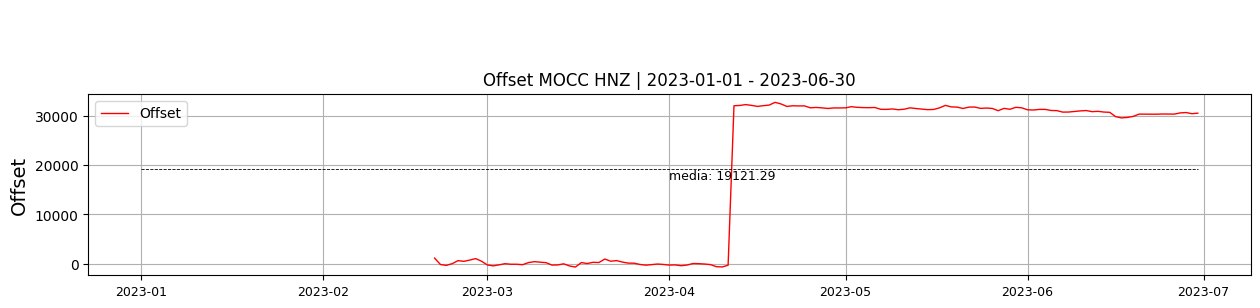 Offset MOCC HNZ | 2023-01-01 - 2023-06-30
Offset
30000
20000
10000
0
Offset
media: 19121.29
2023-01 2023-02 2023-03 2023-04 2023-05 2023-06 2023-07